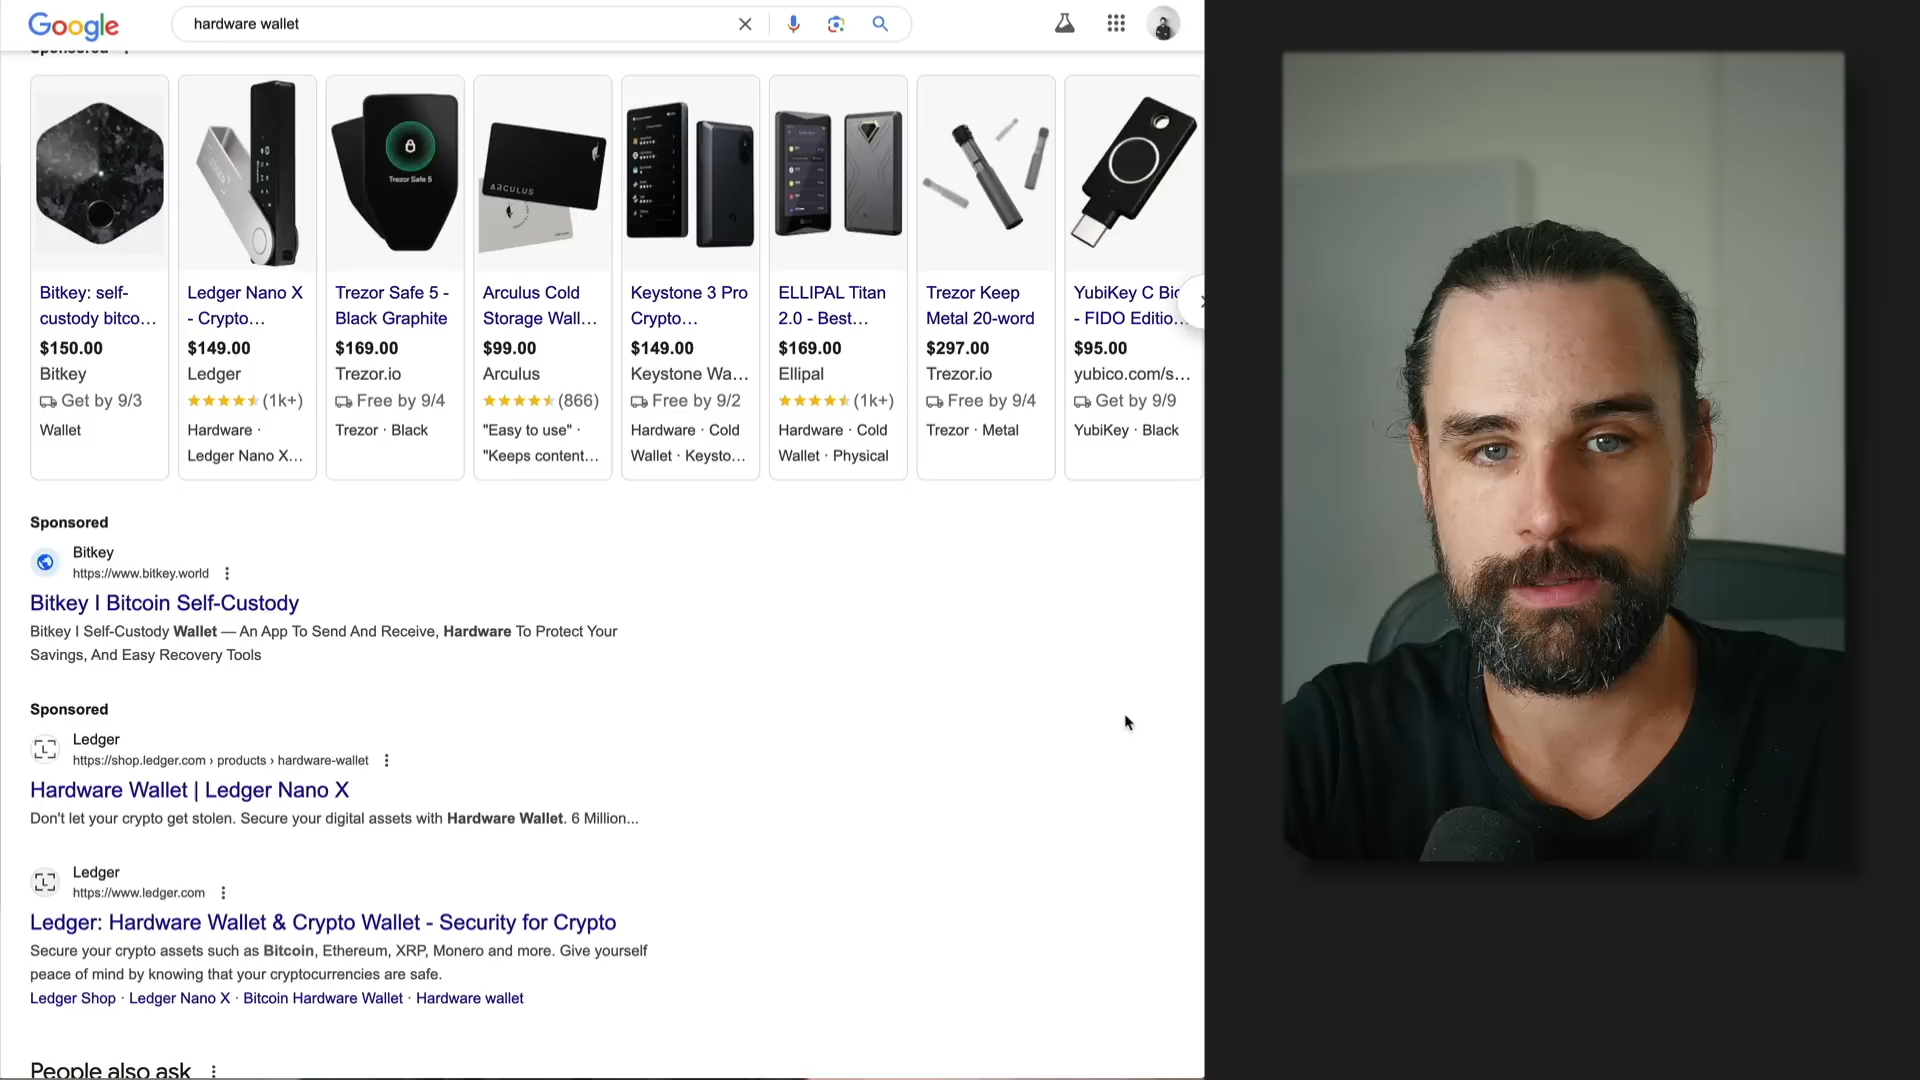 Google
hardware wallet
Sponsored
Trezor Safe 5
ARCULUS
Bitkey: self-
custody bitco...
$150.00
Bitkey
Get by 9/3
Wallet
Ledger Nano X
- Crypto...
$149.00
Ledger
(1k+)
Hardware ·
Ledger Nano X...
Trezor Safe 5 -
Black Graphite
$169.00
Trezor.io
Free by 9/4
Trezor · Black
Arculus Cold
Storage Wall...
$99.00
Arculus
(866)
"Easy to use" ·
"Keeps content...
Keystone 3 Pro
Crypto...
$149.00
Keystone Wa...
Free by 9/2
Hardware · Cold
Wallet · Keysto...
ELLIPAL Titan
2.0 - Best...
$169.00
Ellipal
(1k+)
Hardware · Cold
Wallet · Physical
Trezor Keep
Metal 20-word
$297.00
Trezor.io
Free by 9/4
Trezor · Metal
YubiKey C Bio
- FIDO Editio...
$95.00
yubico.com/s...
Get by 9/9
YubiKey · Black
Sponsored
Bitkey
https://www.bitkey.world
Bitkey I Bitcoin Self-Custody
Bitkey I Self-Custody Wallet — An App To Send And Receive, Hardware To Protect Your
Savings, And Easy Recovery Tools
Sponsored
Ledger
https://shop.ledger.com › products › hardware-wallet
Hardware Wallet | Ledger Nano X
Don't let your crypto get stolen. Secure your digital assets with Hardware Wallet. 6 Million...
Ledger
https://www.ledger.com
Ledger: Hardware Wallet & Crypto Wallet - Security for Crypto
Secure your crypto assets such as Bitcoin, Ethereum, XRP, Monero and more. Give yourself
peace of mind by knowing that your cryptocurrencies are safe.
Ledger Shop · Ledger Nano X · Bitcoin Hardware Wallet · Hardware wallet
People also ask